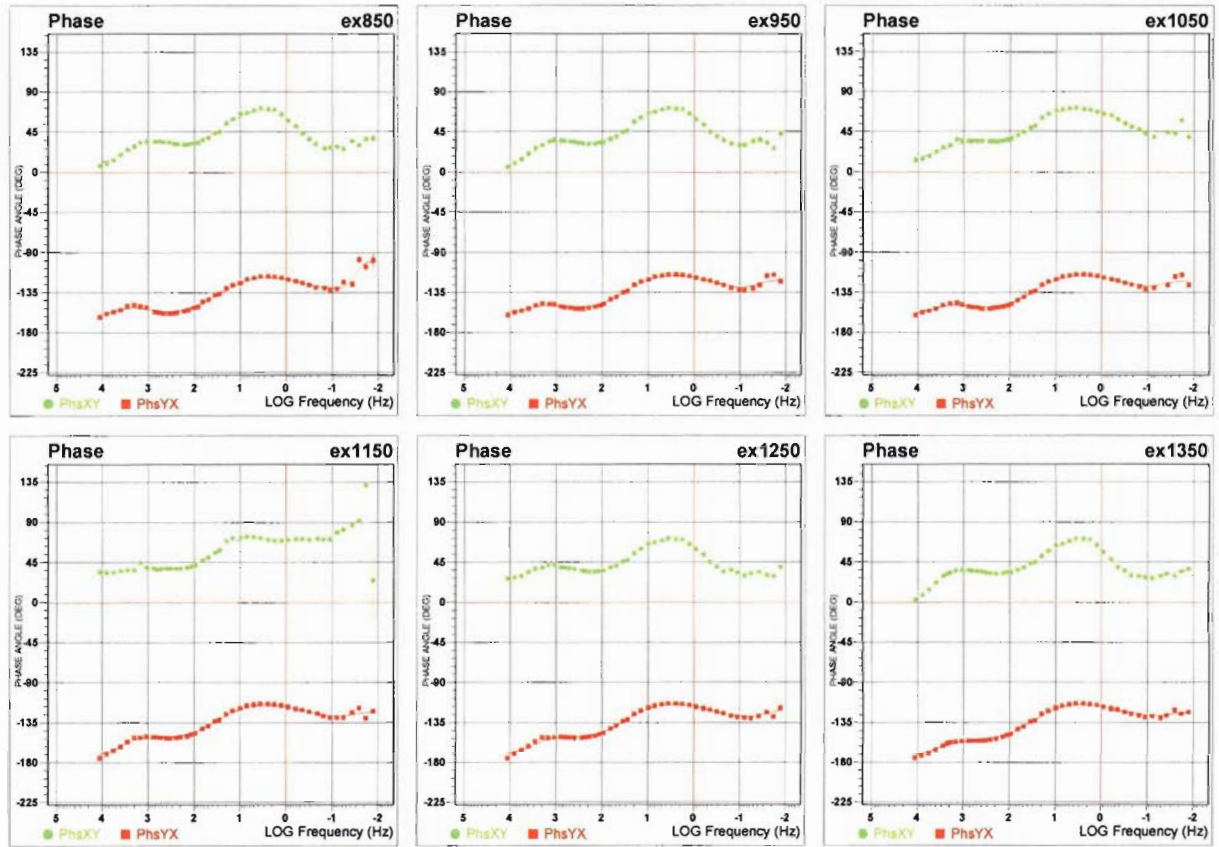 Phase ex850
135
90
45
0
-45
-90
-135
-180
-225
PHASE ANGLE (DEG)
5 4 3 2 1 0 -1 -2
PhsXY PhsYX LOG Frequency (Hz)
Phase ex950
135
90
45
0
-45
-90
-135
-180
-225
PHASE ANGLE (DEG)
5 4 3 2 1 0 -1 -2
PhsXY PhsYX LOG Frequency (Hz)
Phase ex1050
135
90
45
0
-45
-90
-135
-180
-225
PHASE ANGLE (DEG)
5 4 3 2 1 0 -1 -2
PhsXY PhsYX LOG Frequency (Hz)
Phase ex1150
135
90
45
0
-45
-90
-135
-180
-225
PHASE ANGLE (DEG)
5 4 3 2 1 0 -1 -2
PhsXY PhsYX LOG Frequency (Hz)
Phase ex1250
135
90
45
0
-45
-90
-135
-180
-225
PHASE ANGLE (DEG)
5 4 3 2 1 0 -1 -2
PhsXY PhsYX LOG Frequency (Hz)
Phase ex1350
135
90
45
0
-45
-90
-135
-180
-225
PHASE ANGLE (DEG)
5 4 3 2 1 0 -1 -2
PhsXY PhsYX LOG Frequency (Hz)